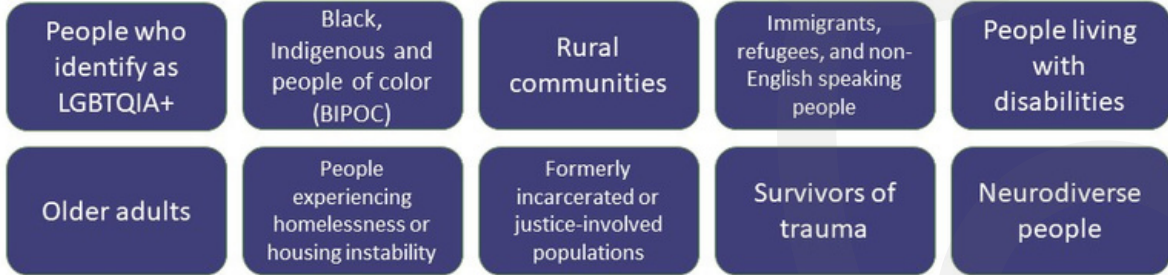 People who
identify as
LGBTQIA+
Black,
Indigenous and
people of color
(BIPOC)
Rural
communities
Immigrants,
refugees, and non-
English speaking
people
People living
with
disabilities
Older adults
People
experiencing
homelessness or
housing instability
Formerly
incarcerated or
justice-involved
populations
Survivors of
trauma
Neurodiverse
people